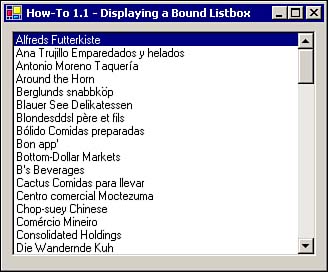 How-To 1.1 - Displaying a Bound Listbox
Alfreds Futterkiste
Ana Trujillo Emparedados y helados
Antonio Moreno Taquería
Around the Horn
Berglunds snabbköp
Blauer See Delikatessen
Blondesddsl père et fils
Bólido Comidas preparadas
Bon app'
Bottom-Dollar Markets
B's Beverages
Cactus Comidas para llevar
Centro comercial Moctezuma
Chop-suey Chinese
Comércio Mineiro
Consolidated Holdings
Die Wandernde Kuh